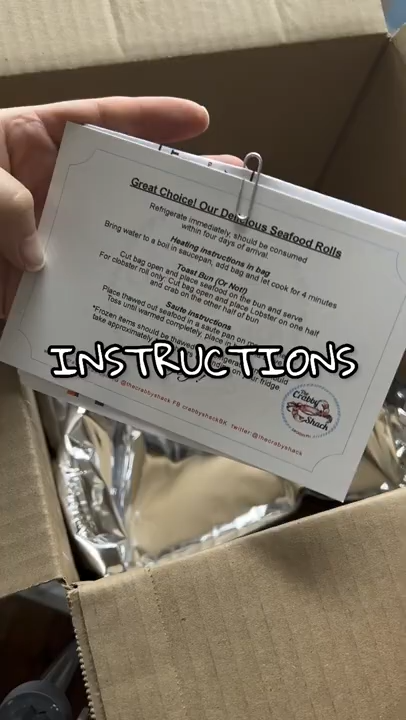 Great Choice! Our Delicious Seafood Rolls
Refrigerate immediately, should be consumed
within four days of arrival.
Heating instructions in bag
Bring water to a boil in saucepan, add bag and let cook for 4 minutes
Toast Bun (Or Not!)
Cut bag open and place seafood on the bun and serve
For clobster roll only: Cut bag open and place Lobster on one half
and crab on the other half of bun
Saute instructions
Place thawed out seafood in a saute pan on
Toss until warmed completely, place in
*Frozen items should be thawed should
take approximately fridge
INSTRUCTIONS
@thecrabbyshack FB crabbyshackBK Twitter:@thecrabbyshack
The Crabby Shack